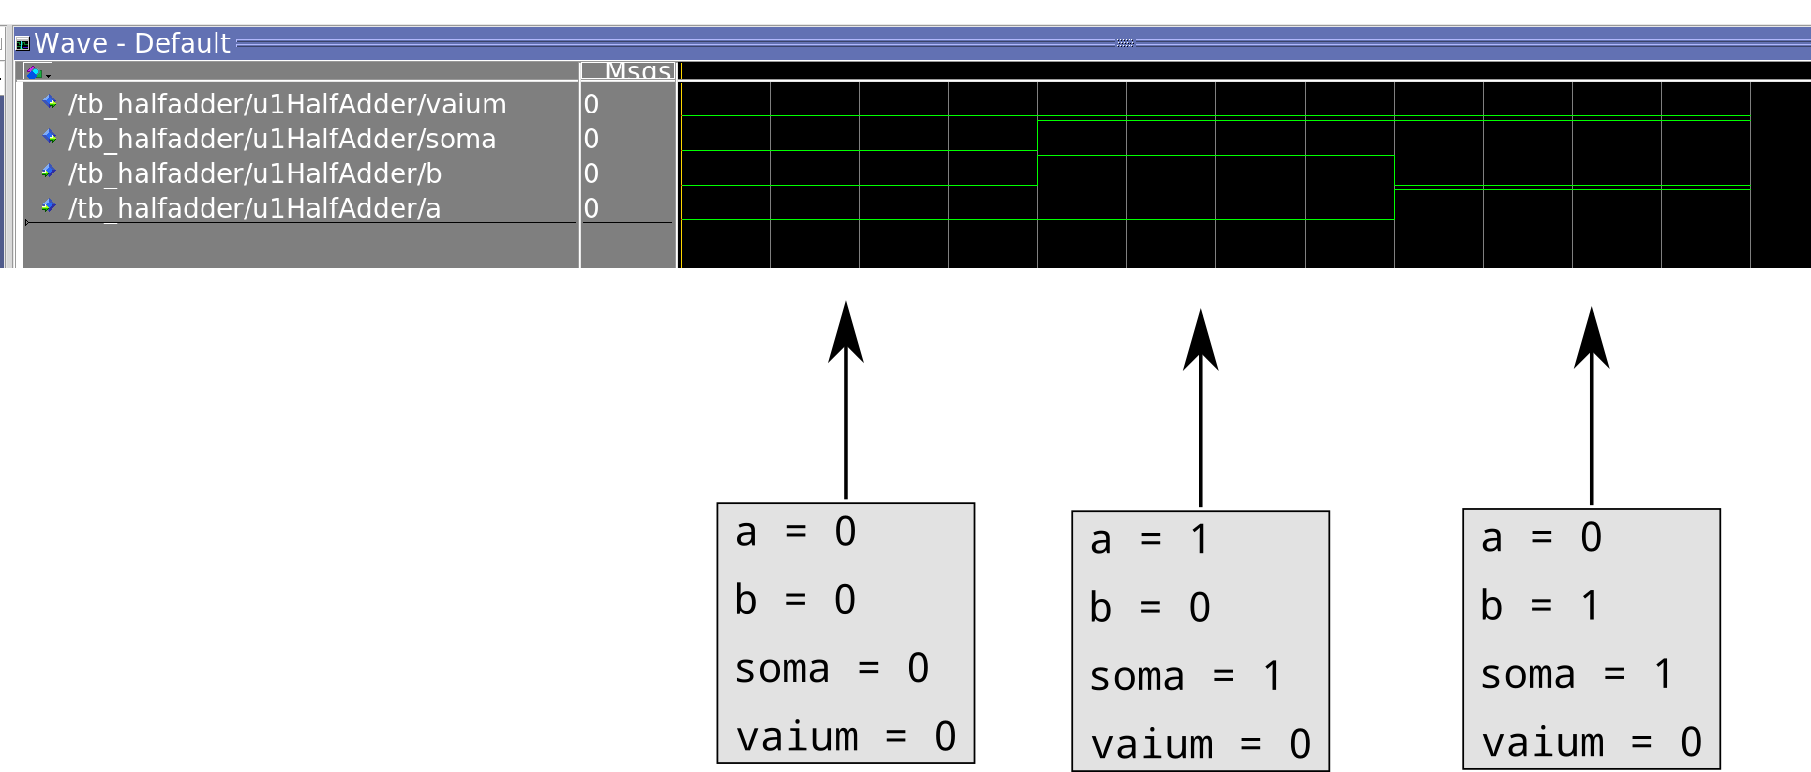 Wave - Default
Msgs
/tb_halfadder/u1HalfAdder/vaium 0
/tb_halfadder/u1HalfAdder/soma 0
/tb_halfadder/u1HalfAdder/b 0
/tb_halfadder/u1HalfAdder/a 0
a = 0
b = 0
soma = 0
vaium = 0
a = 1
b = 0
soma = 1
vaium = 0
a = 0
b = 1
soma = 1
vaium = 0